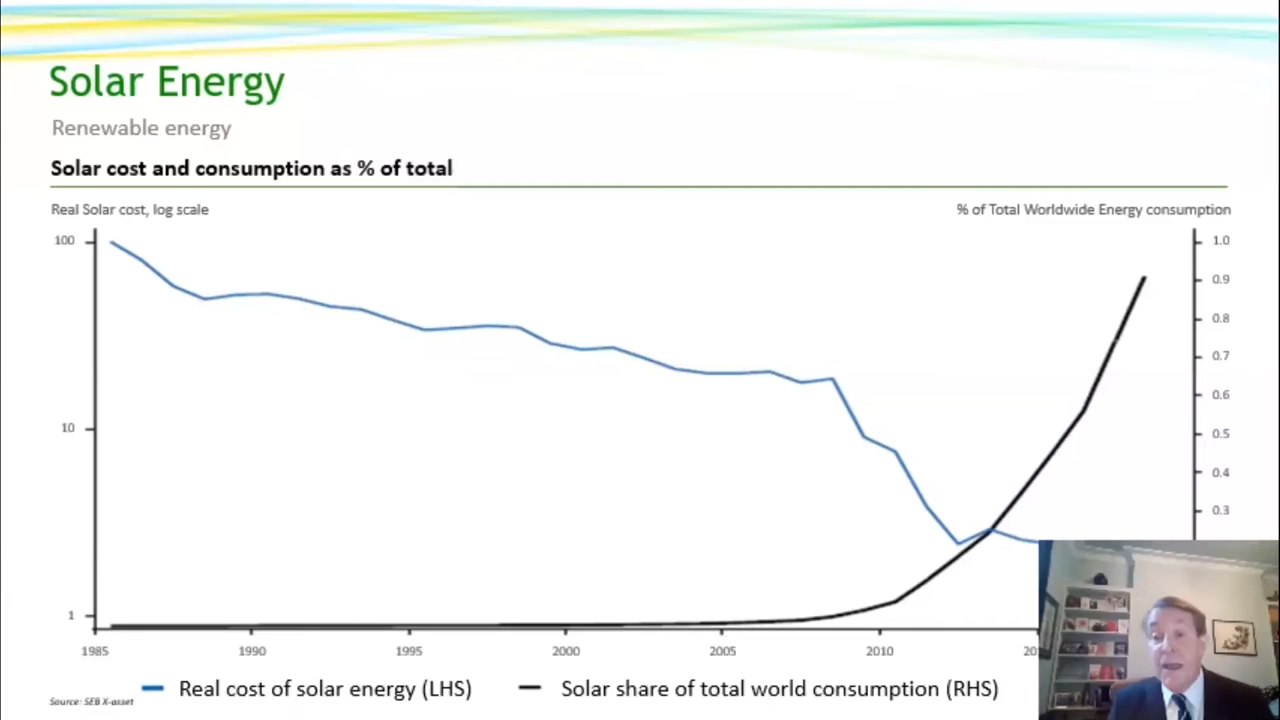 Solar Energy
Renewable energy
Solar cost and consumption as % of total
Real Solar cost, log scale
% of Total Worldwide Energy consumption
100
10
1
1.0
0.9
0.8
0.7
0.6
0.5
0.4
0.3
1985 1990 1995 2000 2005 2010
Real cost of solar energy (LHS) Solar share of total world consumption (RHS)
Source: SEB X-asset